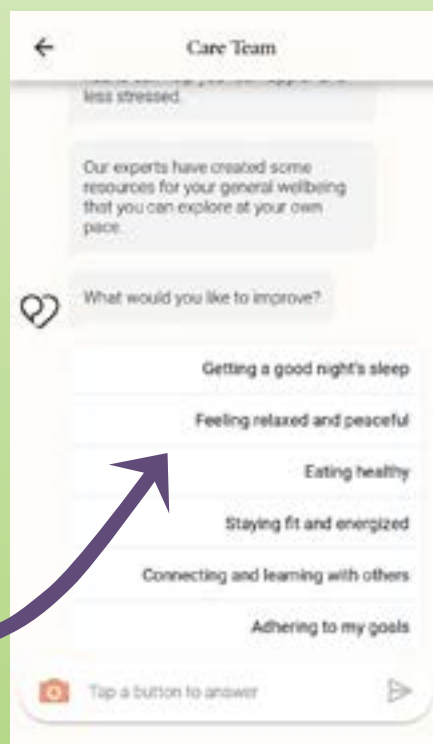 Care Team
less stressed.
Our experts have created some
resources for your general wellbeing
that you can explore at your own
pace.
What would you like to improve?
Getting a good night's sleep
Feeling relaxed and peaceful
Eating healthy
Staying fit and energized
Connecting and learning with others
Adhering to my goals
Tap a button to answer